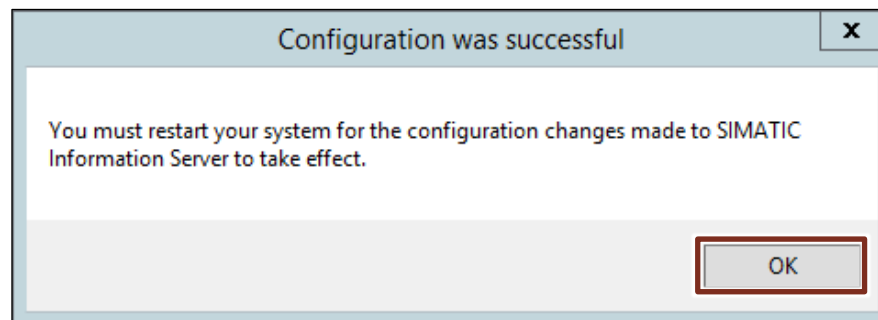 Configuration was successful
x
You must restart your system for the configuration changes made to SIMATIC
Information Server to take effect.
OK